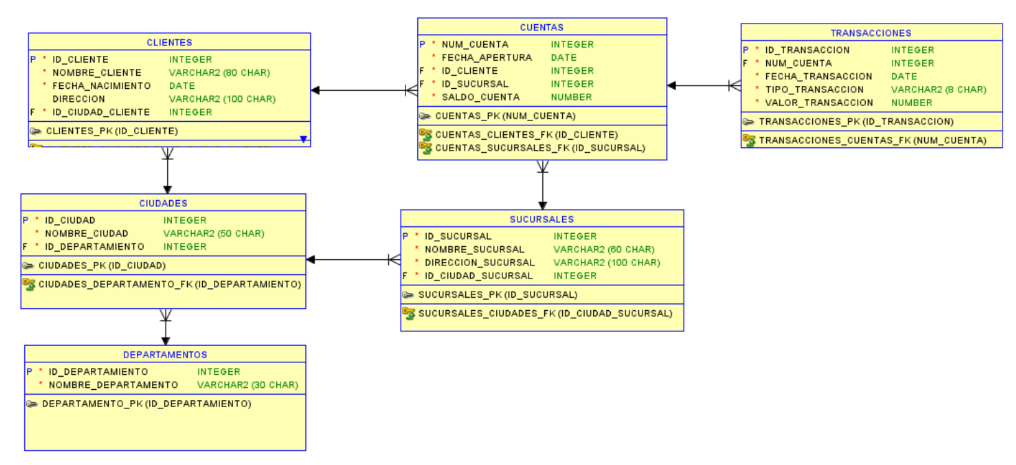 CLIENTES
P * ID_CLIENTE INTEGER
* NOMBRE_CLIENTE VARCHAR2 (80 CHAR)
* FECHA_NACIMIENTO DATE
DIRECCION VARCHAR2 (100 CHAR)
F * ID_CIUDAD_CLIENTE INTEGER
CLIENTES_PK (ID_CLIENTE)
CUENTAS
P * NUM_CUENTA INTEGER
* FECHA_APERTURA DATE
F * ID_CLIENTE INTEGER
F * ID_SUCURSAL INTEGER
* SALDO_CUENTA NUMBER
CUENTAS_PK (NUM_CUENTA)
CUENTAS_CLIENTES_FK (ID_CLIENTE)
CUENTAS_SUCURSALES_FK (ID_SUCURSAL)
TRANSACCIONES
P * ID_TRANSACCION INTEGER
F * NUM_CUENTA INTEGER
* FECHA_TRANSACCION DATE
* TIPO_TRANSACCION VARCHAR2 (8 CHAR)
* VALOR_TRANSACCION NUMBER
TRANSACCIONES_PK (ID_TRANSACCION)
TRANSACCIONES_CUENTAS_FK (NUM_CUENTA)
CIUDADES
P * ID_CIUDAD INTEGER
* NOMBRE_CIUDAD VARCHAR2 (50 CHAR)
F * ID_DEPARTAMIENTO INTEGER
CIUDADES_PK (ID_CIUDAD)
CIUDADES_DEPARTAMENTO_FK (ID_DEPARTAMIENTO)
SUCURSALES
P * ID_SUCURSAL INTEGER
* NOMBRE_SUCURSAL VARCHAR2 (60 CHAR)
* DIRECCION_SUCURSAL VARCHAR2 (100 CHAR)
F * ID_CIUDAD_SUCURSAL INTEGER
SUCURSALES_PK (ID_SUCURSAL)
SUCURSALES_CIUDADES_FK (ID_CIUDAD_SUCURSAL)
DEPARTAMENTOS
P * ID_DEPARTAMIENTO INTEGER
* NOMBRE_DEPARTAMENTO VARCHAR2 (30 CHAR)
DEPARTAMENTO_PK (ID_DEPARTAMIENTO)